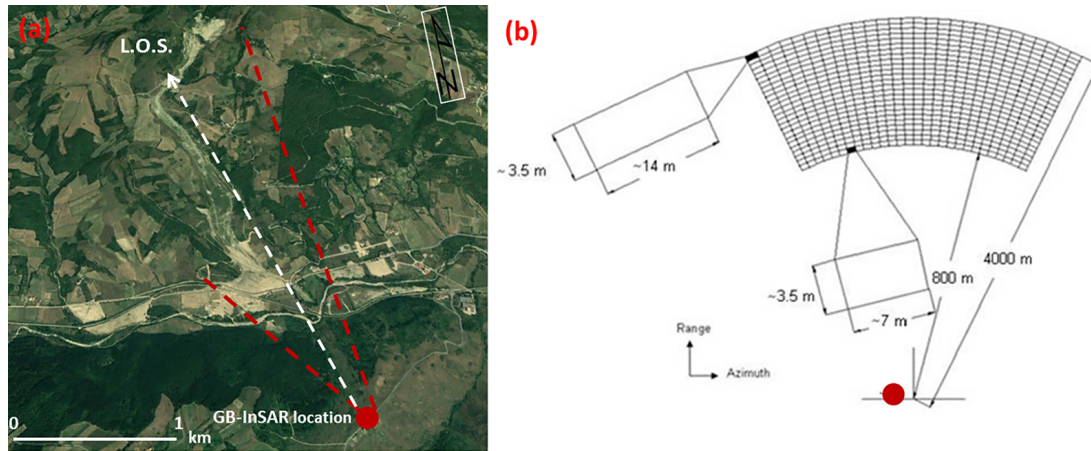 (a)
L.O.S.
N
GB-InSAR location
0 1
km
(b)
~ 3.5 m
~14 m
4000 m
800 m
~3.5 m
~7 m
Range
Azimuth